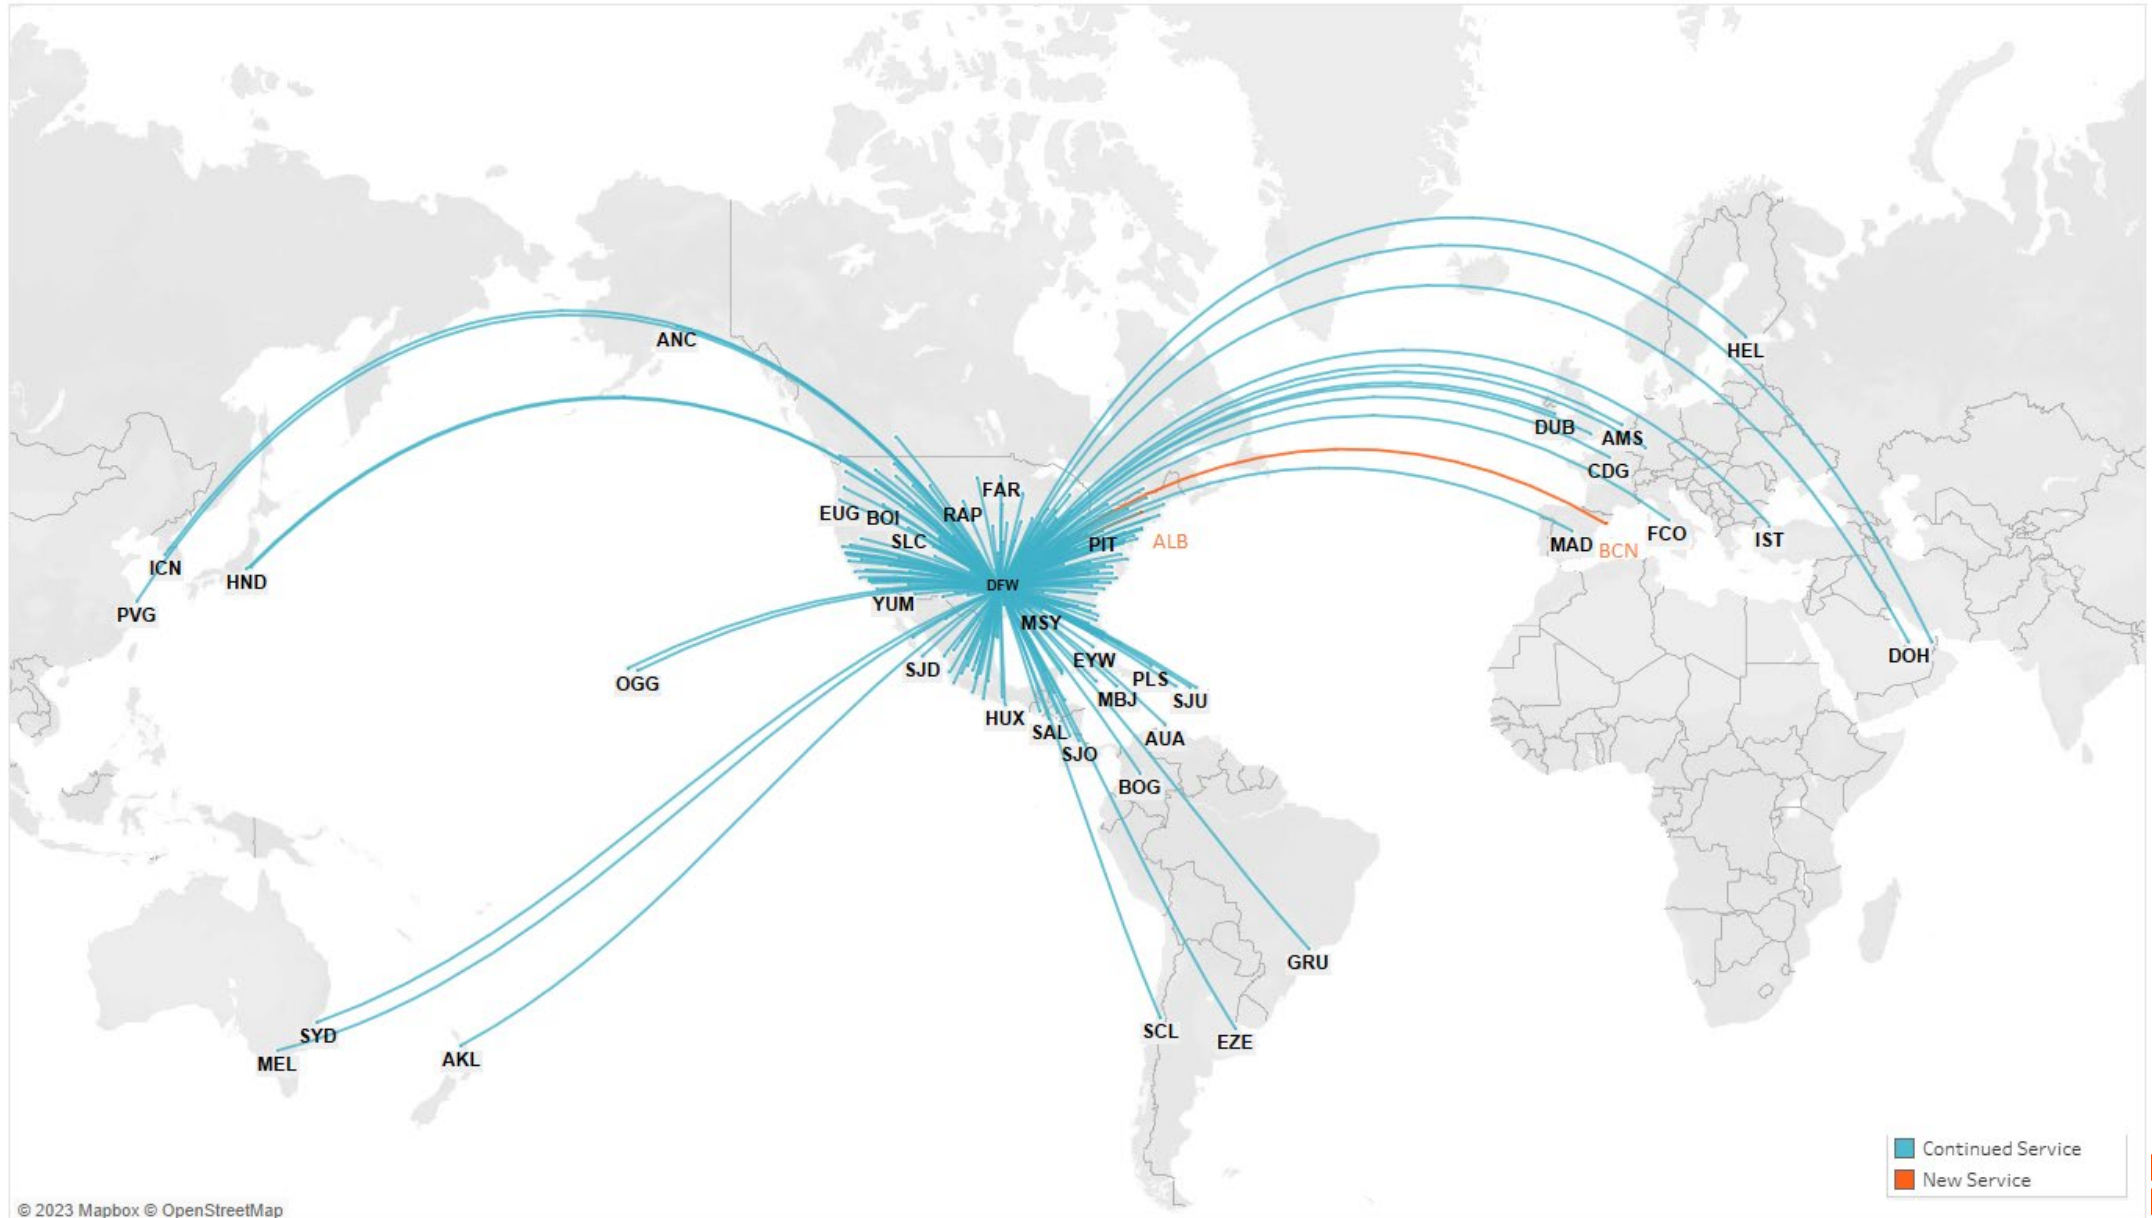 ANC
HEL
DUB
AMS
CDG
FAR
EUG
BOI
RAP
SLC
PIT
ALB
MAD
BCN
FCO
IST
ICN
HND
PVG
DFW
YUM
MSY
SJD
EYW
PLS
MBJ
SJU
DOH
OGG
HUX
SAL
SJO
AUA
BOG
GRU
SYD
MEL
AKL
SCL
EZE
Continued Service
New Service
© 2023 Mapbox © OpenStreetMap